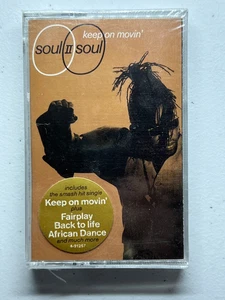 keep on movin'
soul II soul
includes
the smash hit single
Keep on movin'
plus
Fairplay
Back to life
African Dance
and much more